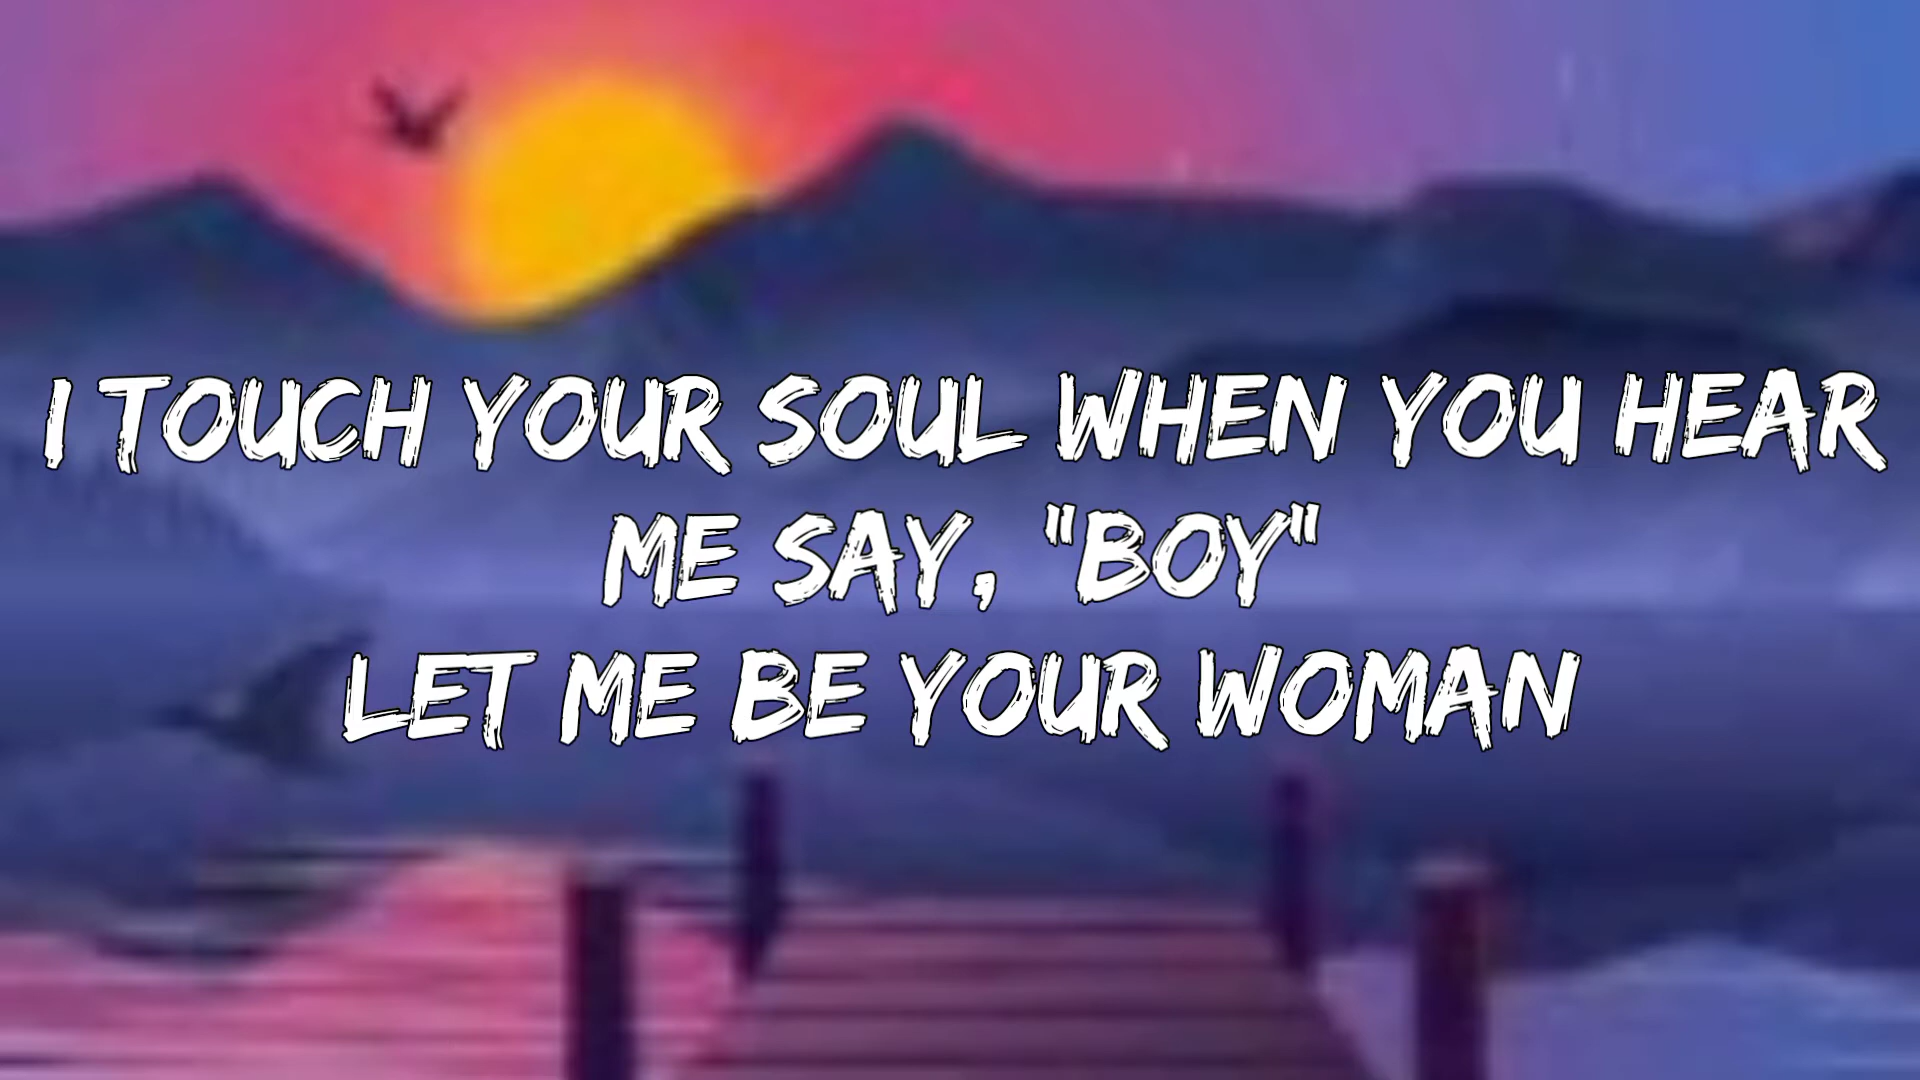 I TOUCH YOUR SOUL WHEN YOU HEAR
ME SAY, "BOY"
LET ME BE YOUR WOMAN